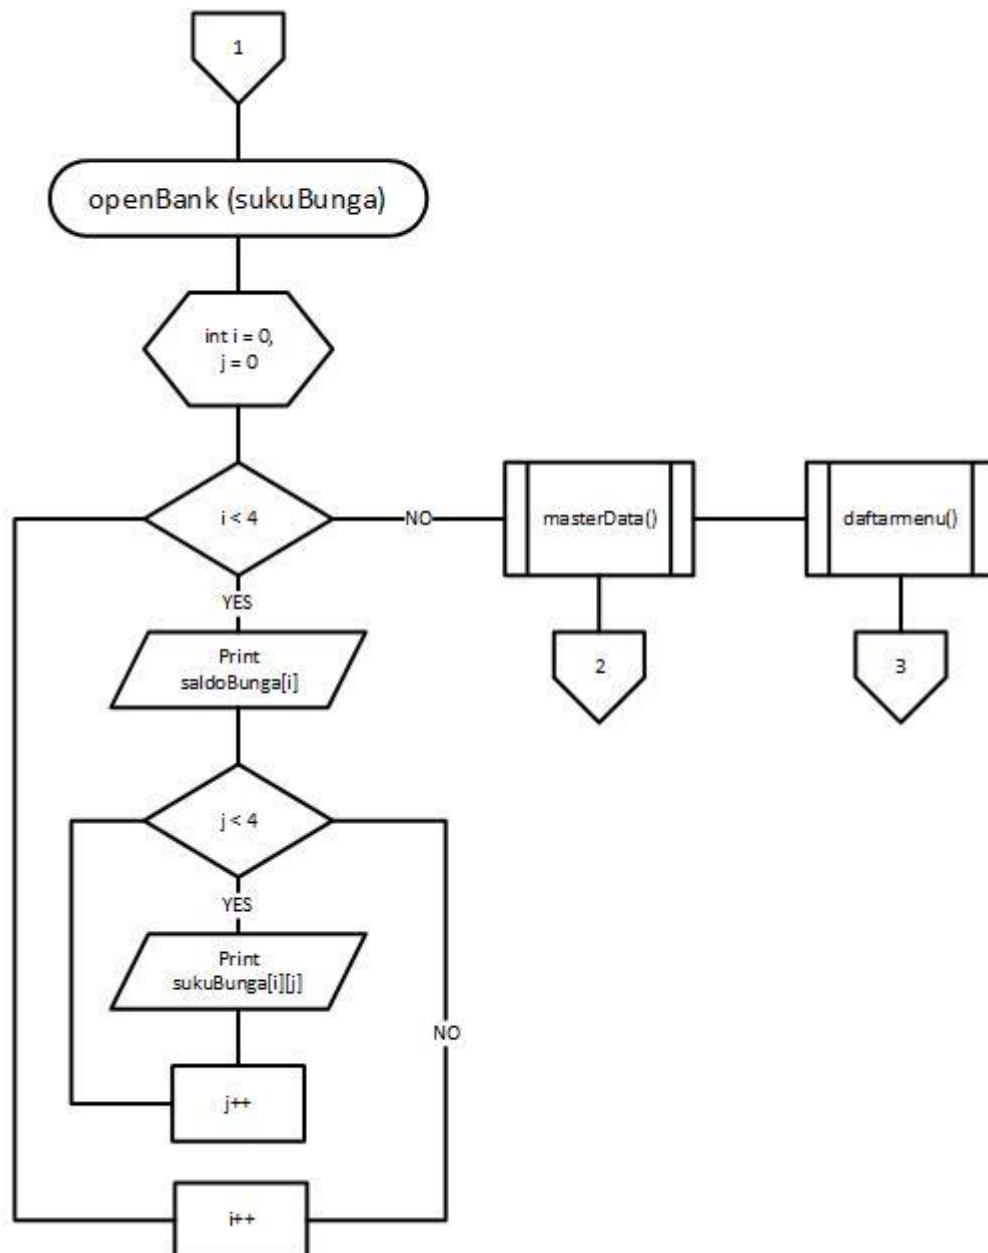 1
openBank (sukuBunga)
int i = 0,
j = 0
i < 4
NO
masterData()
daftarmenu()
YES
Print
saldoBunga[i]
2
3
j < 4
YES
Print
sukuBunga[i][j]
NO
j++
i++